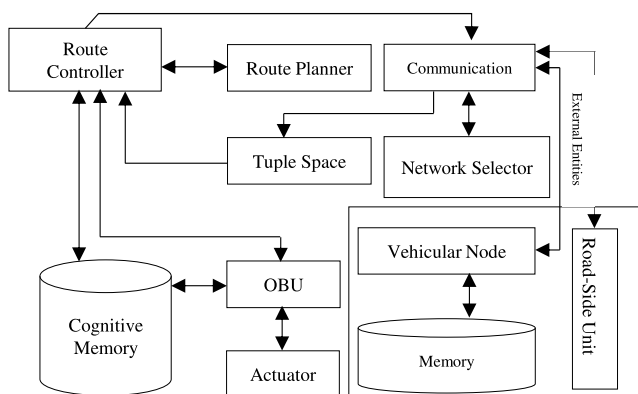 Route
Controller
Route Planner
Communication
Tuple Space
Network Selector
External Entities
Vehicular Node
Road-Side Unit
OBU
Cognitive
Memory
Memory
Actuator